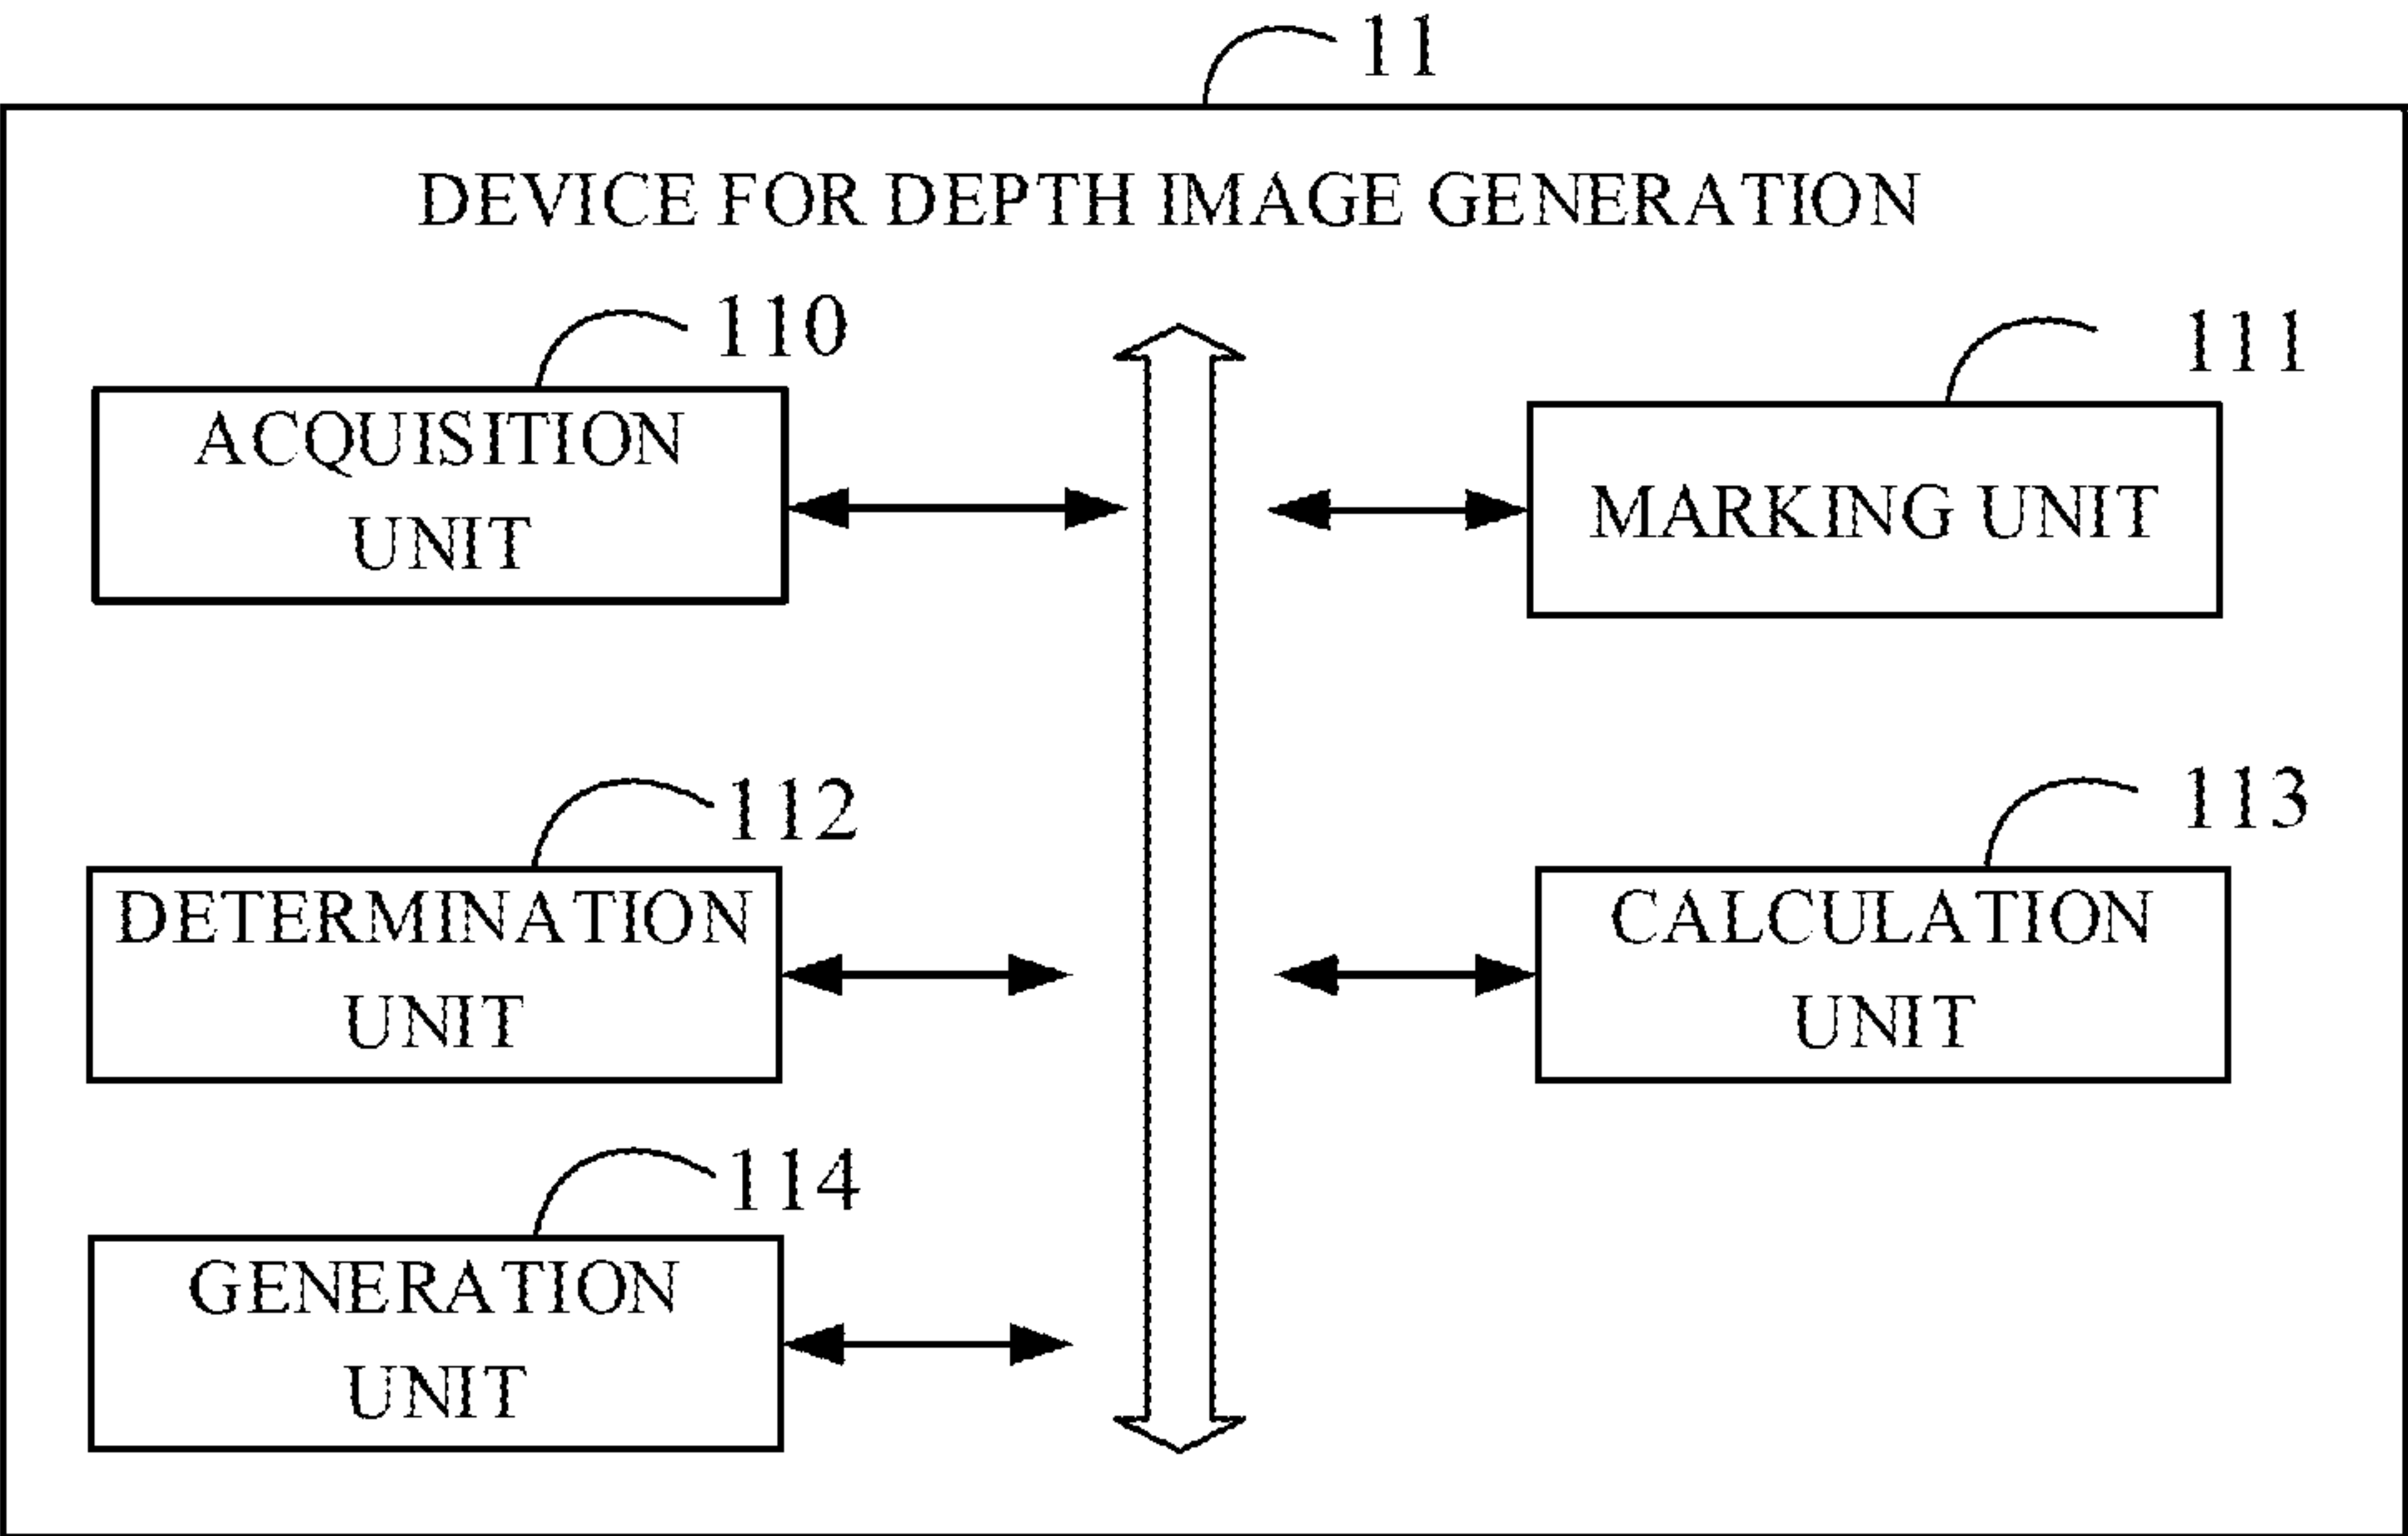 11
DEVICE FOR DEPTH IMAGE GENERATION
110
111
ACQUISITION
UNIT
MARKING UNIT
112
113
DETERMINATION
UNIT
CALCULATION
UNIT
114
GENERATION
UNIT